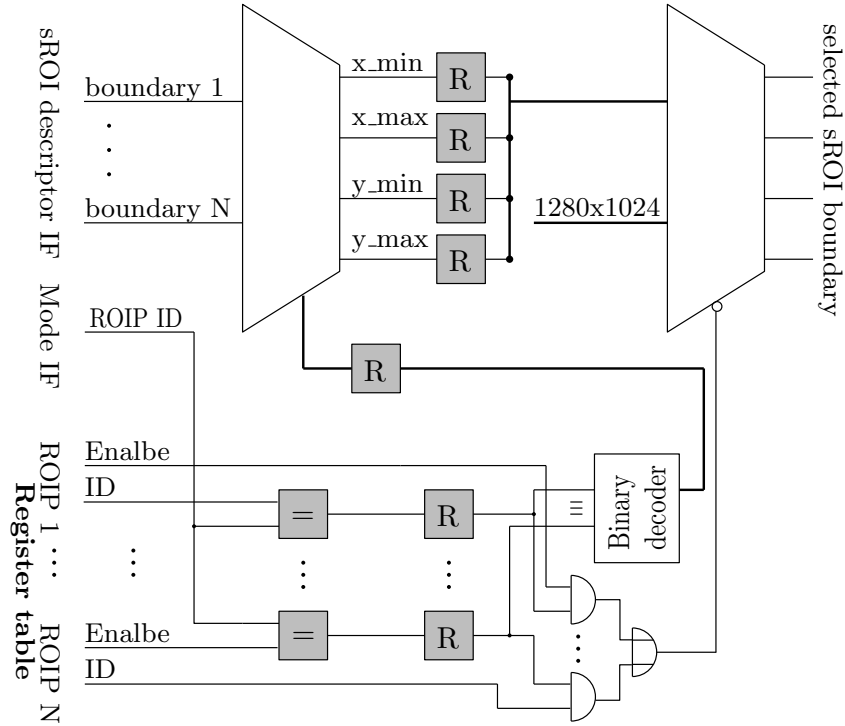 sROI descriptor IF
boundary 1
boundary N
x_min
x_max
y_min
y_max
R
R
R
R
1280x1024
selected sROI boundary
Mode IF
ROIP ID
R
Register table
ROIP 1 ... ROIP N
Enalbe
ID
=
R
Binary
decoder
Enalbe
ID
=
R